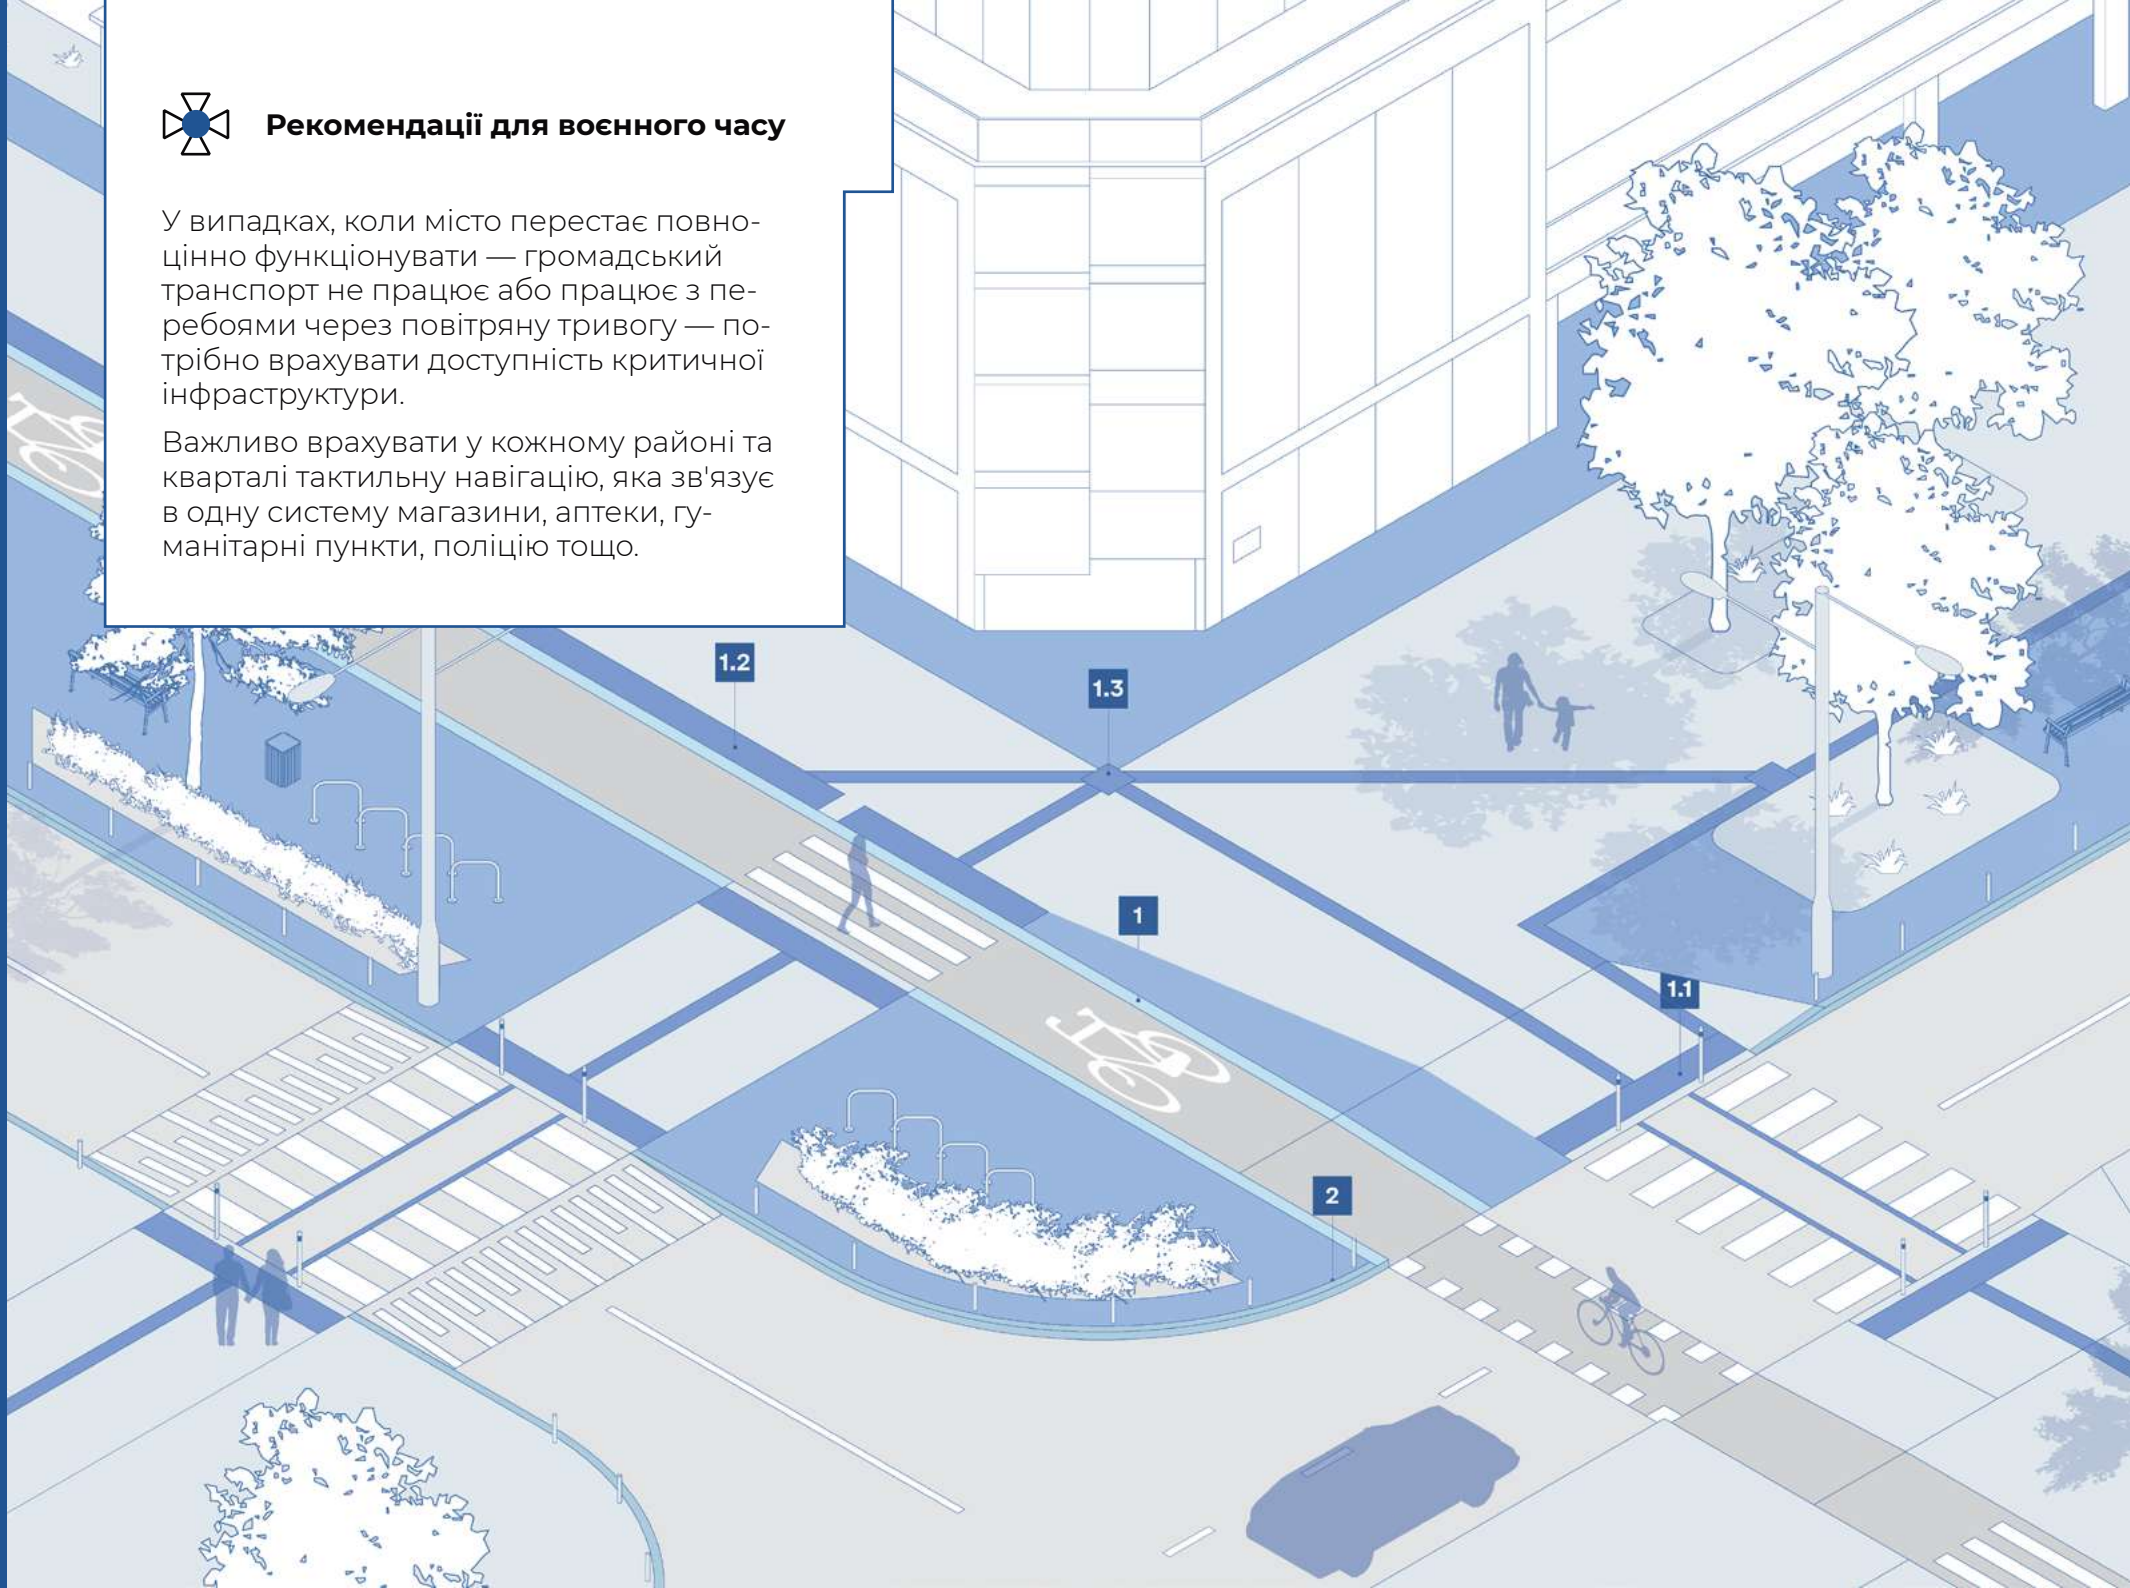 Рекомендації для воєнного часу
У випадках, коли місто перестає повно-
цінно функціонувати — громадський
транспорт не працює або працює з пе-
ребоями через повітряну тривогу — по-
трібно врахувати доступність критичної
інфраструктури.
Важливо врахувати у кожному районі та
кварталі тактильну навігацію, яка зв'язує
в одну систему магазини, аптеки, гу-
манітарні пункти, поліцію тощо.
1.2
1.3
1
1.1
2